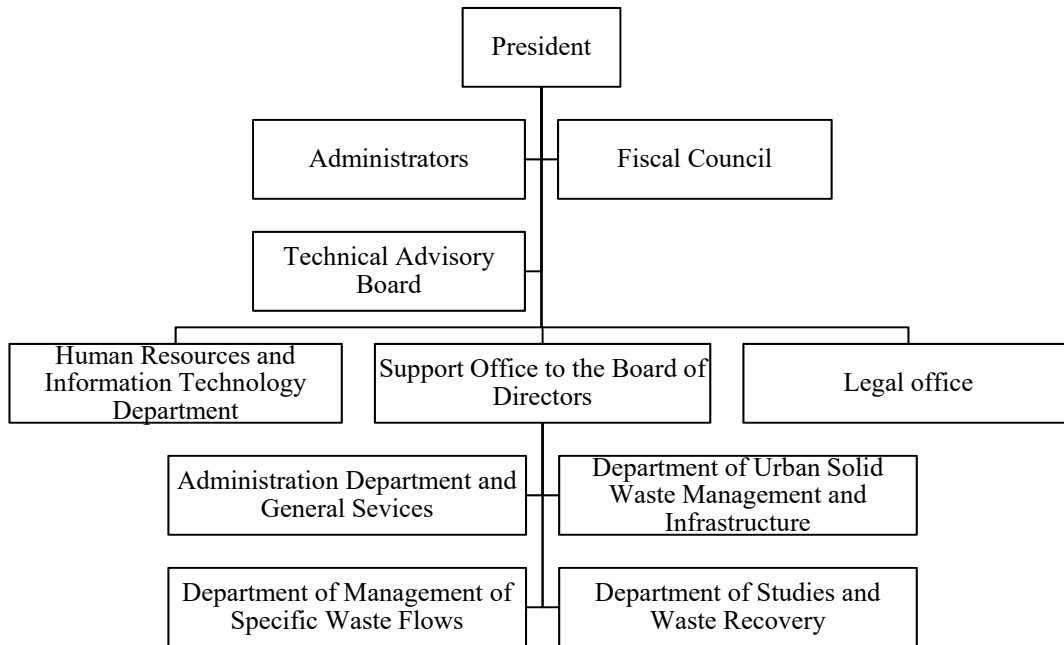 President
Administrators
Fiscal Council
Technical Advisory
Board
Human Resources and
Information Technology
Department
Support Office to the Board of
Directors
Legal office
Administration Department and
General Sevices
Department of Urban Solid
Waste Management and
Infrastructure
Department of Management of
Specific Waste Flows
Department of Studies and
Waste Recovery